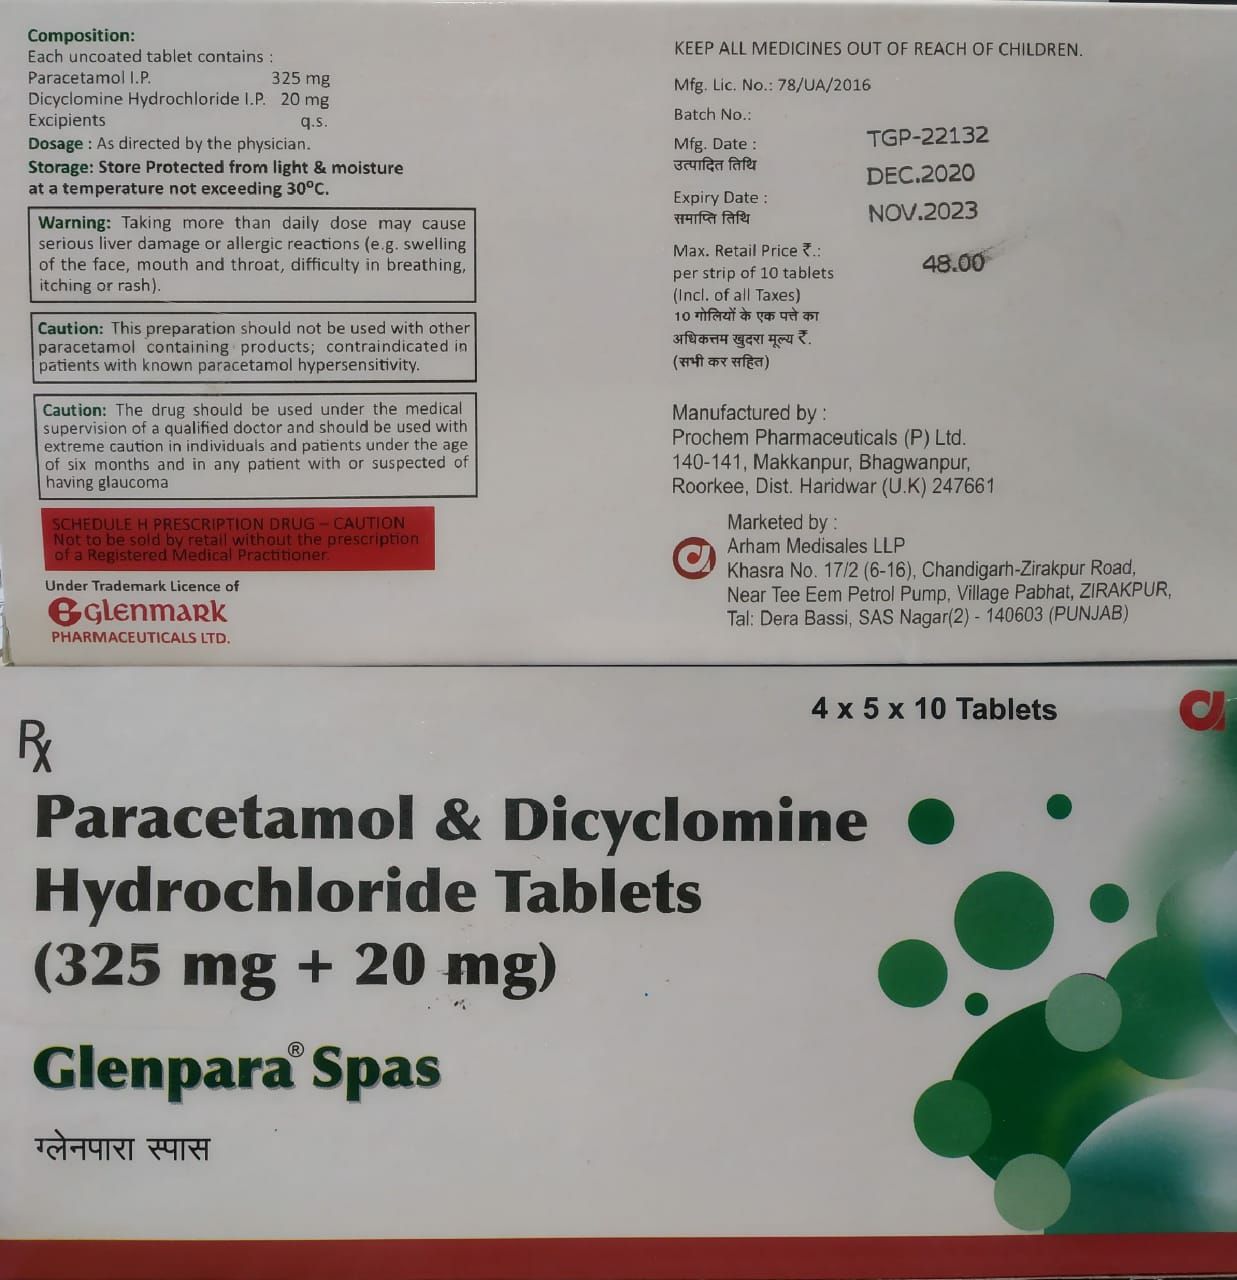 Composition:
Each uncoated tablet contains :
Paracetamol I.P. 325 mg
Dicyclomine Hydrochloride I.P. 20 mg
Excipients q.s.
Dosage : As directed by the physician.
Storage: Store Protected from light & moisture
at a temperature not exceeding 30°C.
Warning: Taking more than daily dose may cause
serious liver damage or allergic reactions (e.g. swelling
of the face, mouth and throat, difficulty in breathing,
itching or rash).
Caution: This preparation should not be used with other
paracetamol containing products; contraindicated in
patients with known paracetamol hypersensitivity.
Caution: The drug should be used under the medical
supervision of a qualified doctor and should be used with
extreme caution in individuals and patients under the age
of six months and in any patient with or suspected of
having glaucoma
SCHEDULE H PRESCRIPTION DRUG – CAUTION
Not to be sold by retail without the prescription
of a Registered Medical Practitioner.
Under Trademark Licence of
glenmark
PHARMACEUTICALS LTD.
KEEP ALL MEDICINES OUT OF REACH OF CHILDREN.
Mfg. Lic. No.: 78/UA/2016
Batch No.:
TGP-22132
Mfg. Date :
उत्पादित तिथि
DEC.2020
Expiry Date :
समाप्ति तिथि
NOV.2023
Max. Retail Price ₹.:
48.00
per strip of 10 tablets
(Incl. of all Taxes)
10 गोलियों के एक पत्ते का
अधिकत्तम खुदरा मूल्य ₹.
(सभी कर सहित)
Manufactured by :
Prochem Pharmaceuticals (P) Ltd.
140-141, Makkanpur, Bhagwanpur,
Roorkee, Dist. Haridwar (U.K) 247661
Marketed by :
Arham Medisales LLP
Khasra No. 17/2 (6-16), Chandigarh-Zirakpur Road,
Near Tee Eem Petrol Pump, Village Pabhat, ZIRAKPUR,
Tal: Dera Bassi, SAS Nagar(2) - 140603 (PUNJAB)
4 x 5 x 10 Tablets
Rx
Paracetamol & Dicyclomine
Hydrochloride Tablets
(325 mg + 20 mg)
Glenpara® Spas
ग्लेनपारा स्पास